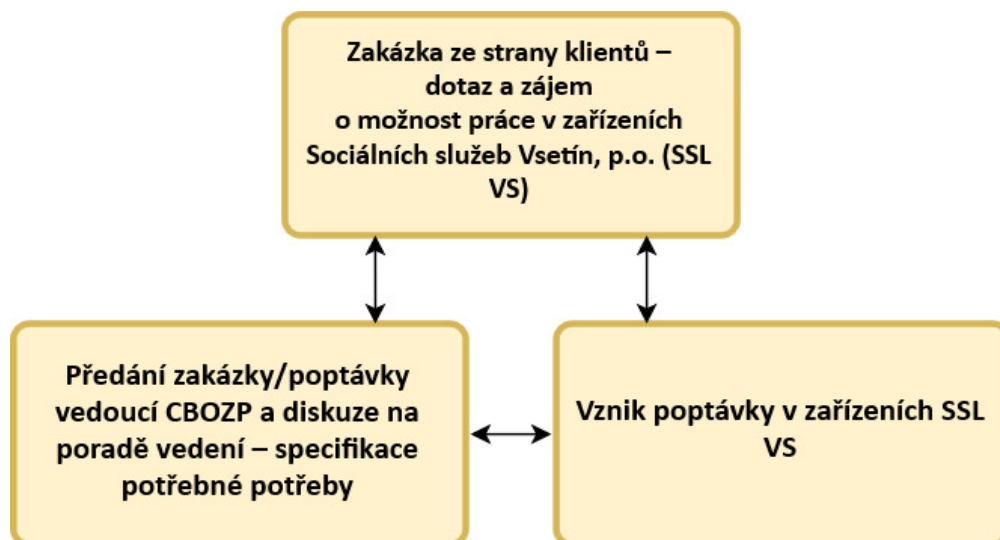 Zakázka ze strany klientů –
dotaz a zájem
o možnost práce v zařízeních
Sociálních služeb Vsetín, p.o. (SSL
VS)
Předání zakázky/poptávky
vedoucí CBOZP a diskuze na
poradě vedení – specifikace
potřebné potřeby
Vznik poptávky v zařízeních SSL
VS